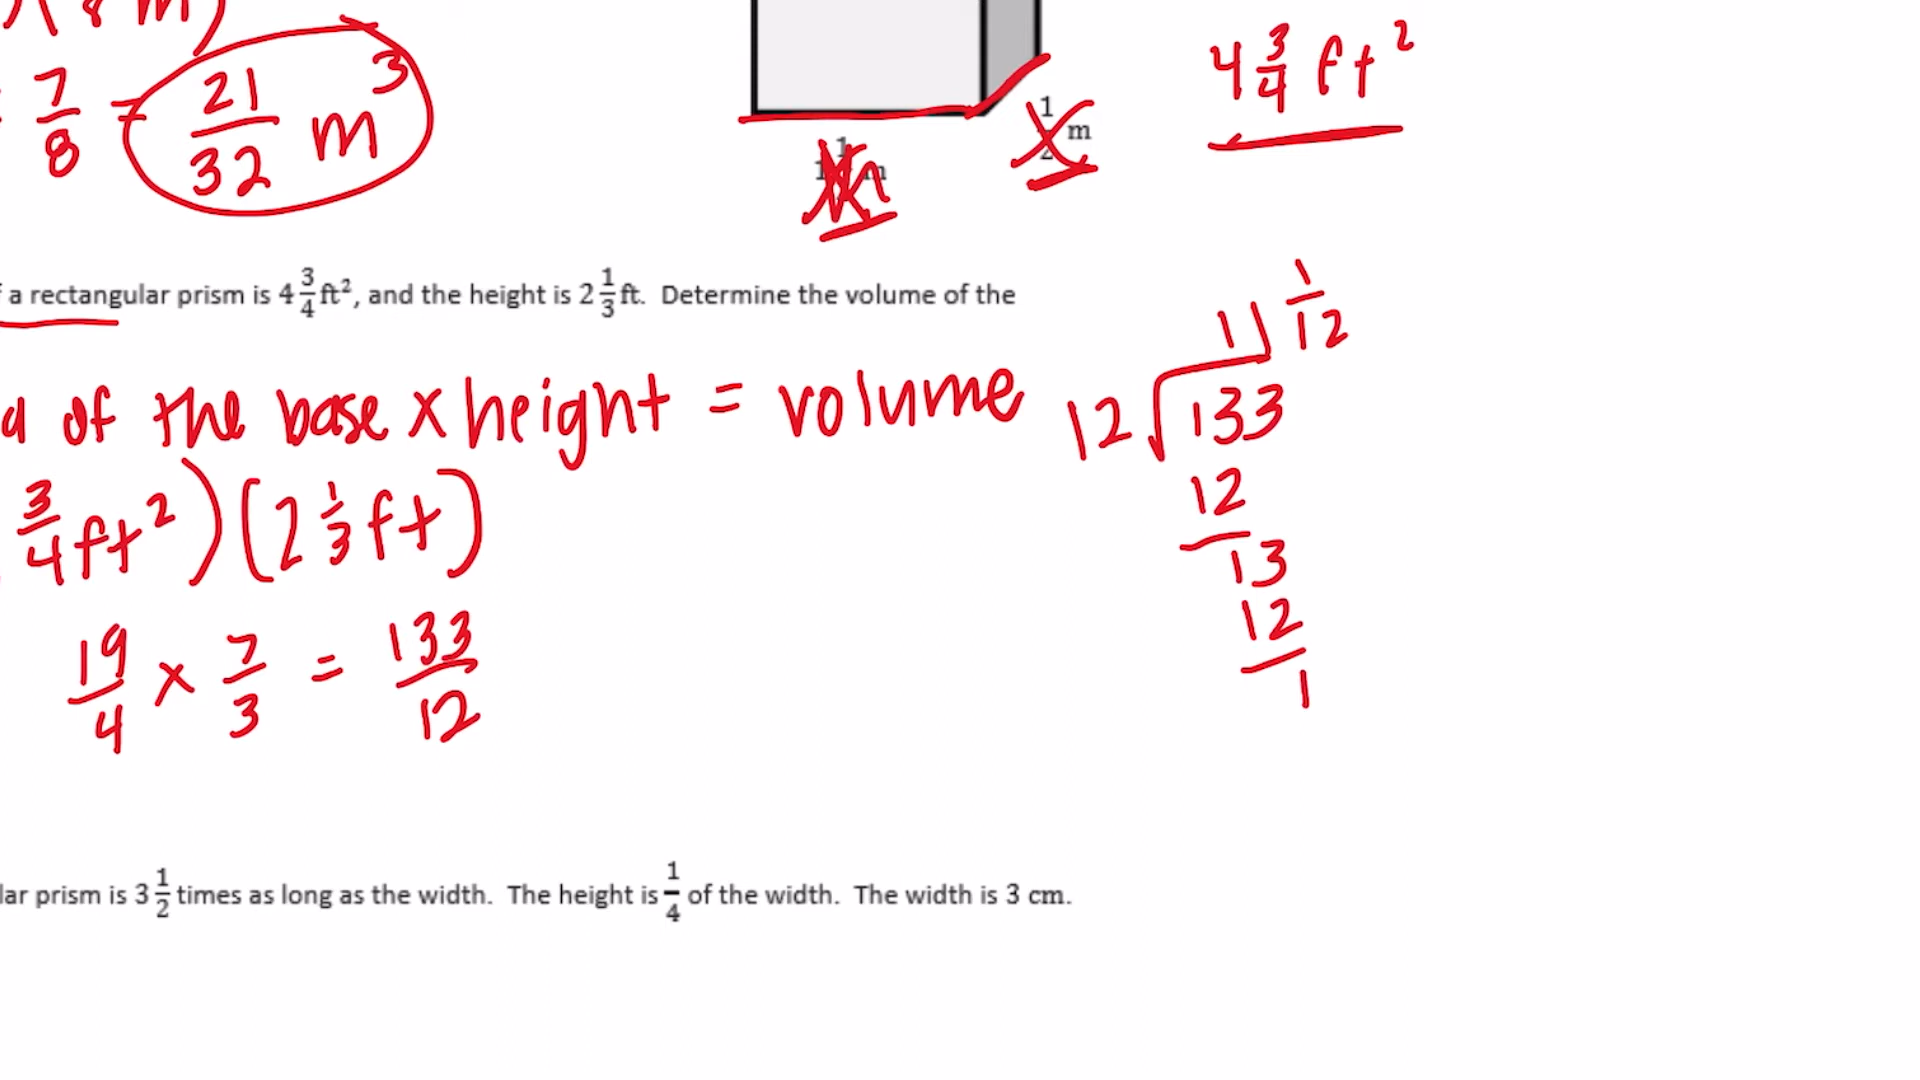 8 m)
7/8 = 21/32 m³
4 3/4 ft²
1/2 m
a rectangular prism is 4 3/4 ft², and the height is 2 1/3 ft. Determine the volume of the
of the base x height = volume
3/4 ft²) (2 1/3 ft)
19/4 x 7/3 = 133/12
11 1/12
12 √133
12
13
12
1
lar prism is 3 1/2 times as long as the width. The height is 1/4 of the width. The width is 3 cm.